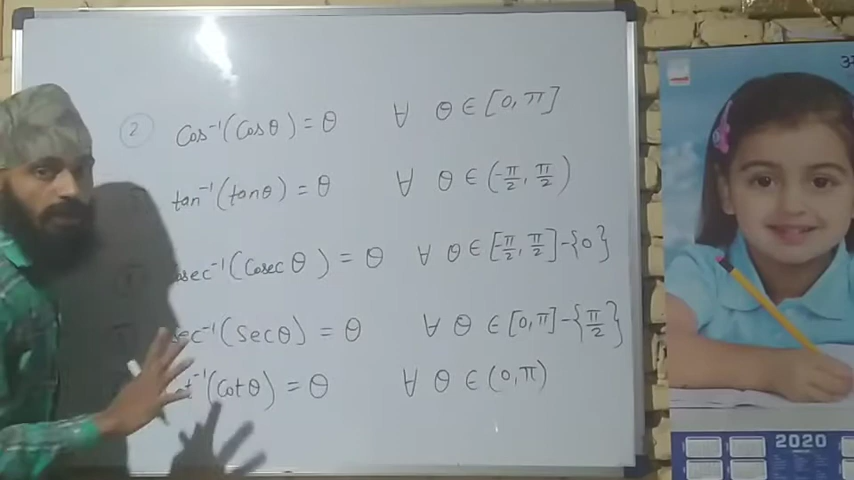 ② Cos⁻¹(Cosθ) = θ ∀ θ ∈ [0, π]
tan⁻¹(tanθ) = θ ∀ θ ∈ (-π/2, π/2)
osec⁻¹(Cosec θ) = θ ∀ θ ∈ [-π/2, π/2] - {0}
sec⁻¹(Secθ) = θ ∀ θ ∈ [0, π] - {π/2}
t⁻¹(Cotθ) = θ ∀ θ ∈ (0, π)
2020